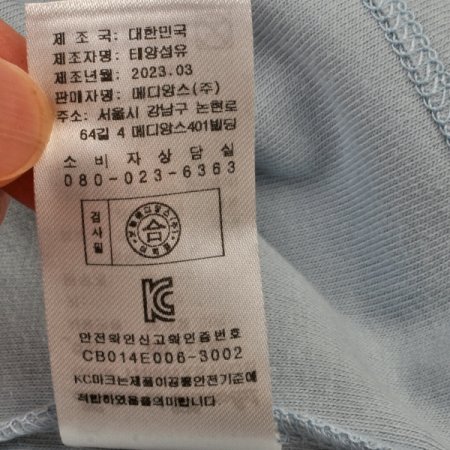 제 조 국: 대한민국
제조자명: 태양섬유
제조년월: 2023.03
판매자명: 메디앙스(주)
주소: 서울시 강남구 논현로
64길 4 메디앙스401빌딩
소 비 자 상 담 실
080-023-6363
검사필
合
안전확인신고확인증번호
CB014E006-3002
KC마크는제품이공통안전기준에
적합하였음을의미합니다